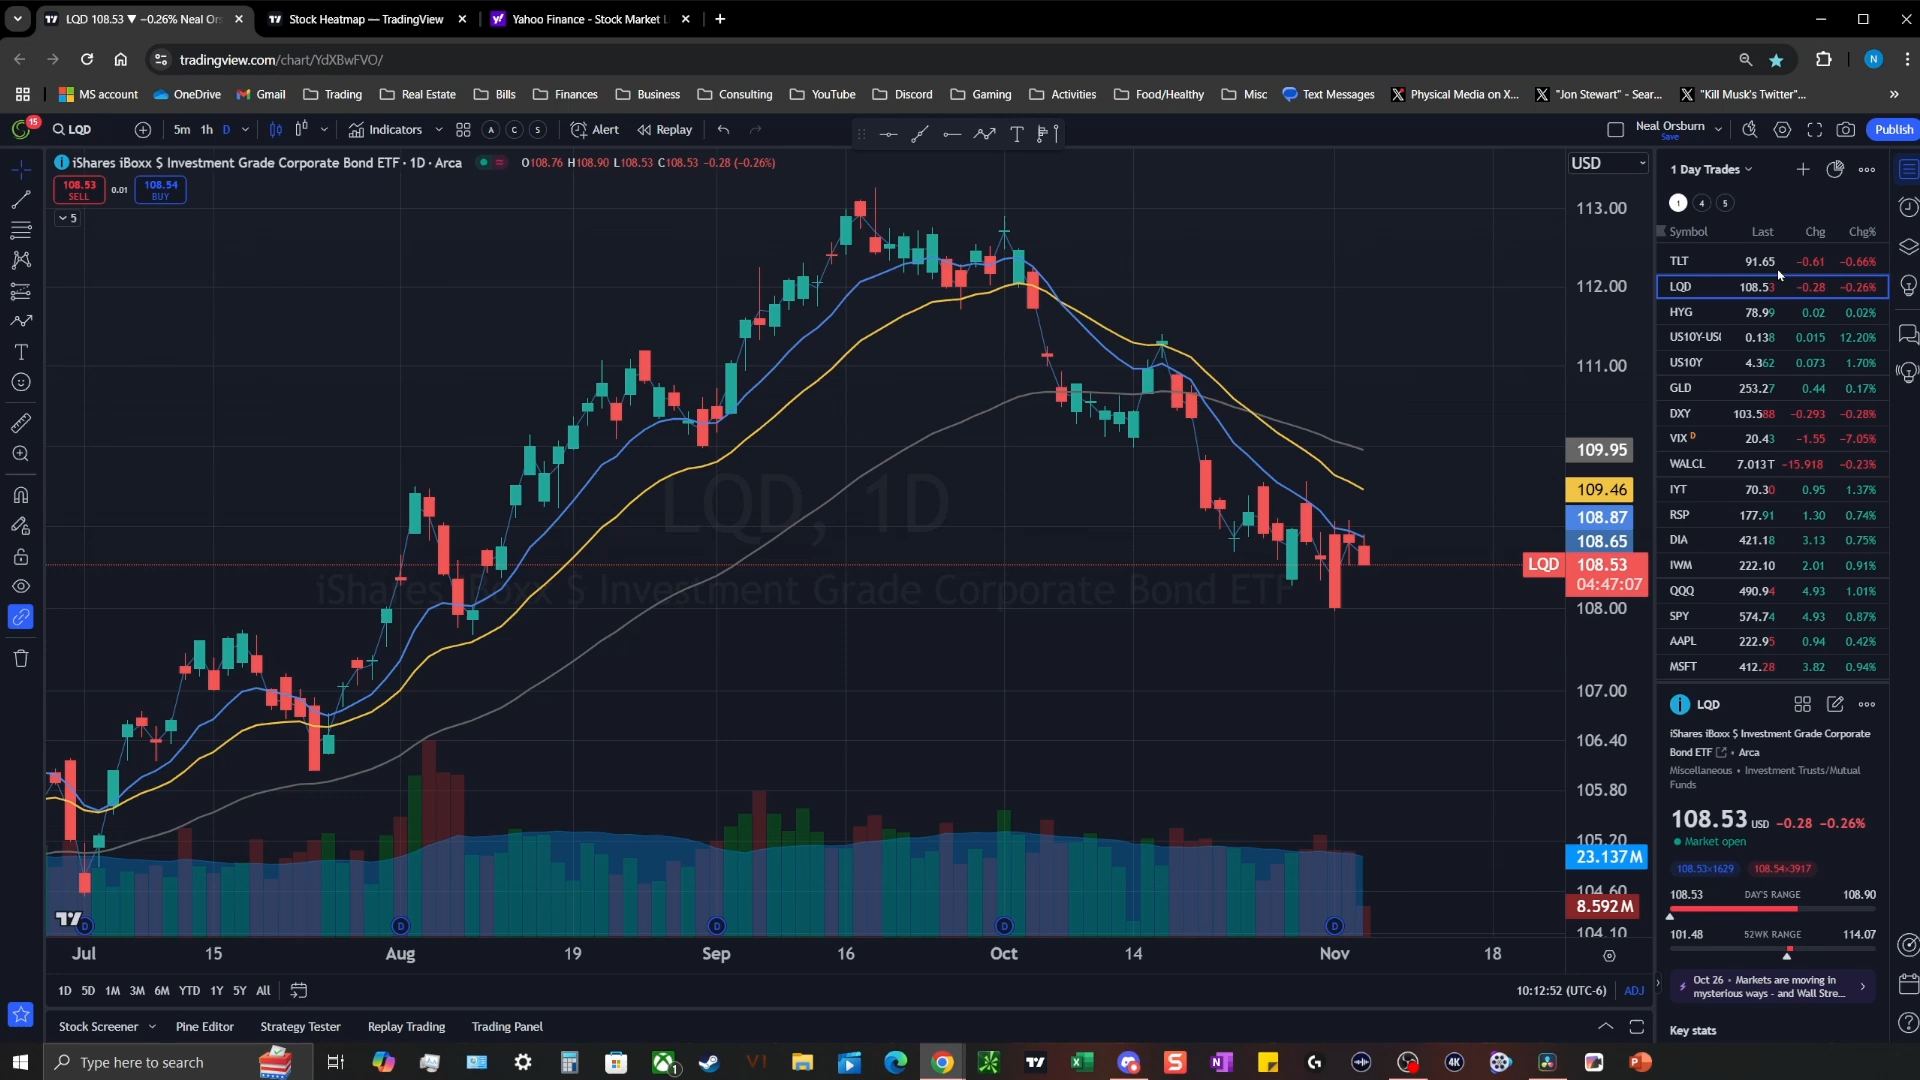 LQD 108.53 ▼ −0.26% Neal Ors
Stock Heatmap — TradingView
Yahoo Finance - Stock Market L
tradingview.com/chart/YdXBwFVO/
N
MS account
OneDrive
Gmail
Trading
Real Estate
Bills
Finances
Business
Consulting
YouTube
Discord
Gaming
Activities
Food/Healthy
Misc
Text Messages
Physical Media on X...
"Jon Stewart" - Sear...
"Kill Musk's Twitter"...
15
LQD
5m 1h D
Indicators
A C S
Alert
Replay
Neal Orsburn
Save
Publish
iShares iBoxx $ Investment Grade Corporate Bond ETF · 1D · Arca
O108.76 H108.90 L108.53 C108.53 −0.28 (−0.26%)
108.53
SELL
0.01
108.54
BUY
5
USD
113.00
112.00
111.00
109.95
109.46
108.87
108.65
LQD
108.53
04:47:07
108.00
107.00
106.40
105.80
105.20
23.137M
104.60
8.592M
104.10
LQD, 1D
iShares iBoxx $ Investment Grade Corporate Bond ETF
D D D D D
Jul 15 Aug 19 Sep 16 Oct 14 Nov 18
1D 5D 1M 3M 6M YTD 1Y 5Y All
10:12:52 (UTC-6)
ADJ
Stock Screener
Pine Editor
Strategy Tester
Replay Trading
Trading Panel
1 Day Trades
1 4 5
Symbol Last Chg Chg%
TLT 91.65 −0.61 −0.66%
LQD 108.53 −0.28 −0.26%
HYG 78.99 0.02 0.02%
US10Y-US( 0.138 0.015 12.20%
US10Y 4.362 0.073 1.70%
GLD 253.27 0.44 0.17%
DXY 103.588 −0.293 −0.28%
VIX D 20.43 −1.55 −7.05%
WALCL 7.013T −15.918 −0.23%
IYT 70.30 0.95 1.37%
RSP 177.91 1.30 0.74%
DIA 421.18 3.13 0.75%
IWM 222.10 2.01 0.91%
QQQ 490.94 4.93 1.01%
SPY 574.74 4.93 0.87%
AAPL 222.95 0.94 0.42%
MSFT 412.28 3.82 0.94%
LQD
iShares iBoxx $ Investment Grade Corporate
Bond ETF • Arca
Miscellaneous • Investment Trusts/Mutual
Funds
108.53 USD −0.28 −0.26%
Market open
108.53×1629 108.54×3917
108.53 DAY'S RANGE 108.90
101.48 52WK RANGE 114.07
Oct 26 • Markets are moving in
mysterious ways - and Wall Stre...
Key stats
Type here to search